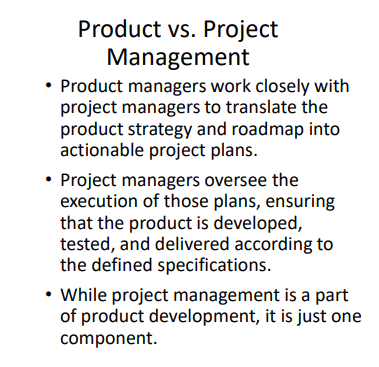 Product vs. Project
Management
• Product managers work closely with
project managers to translate the
product strategy and roadmap into
actionable project plans.
• Project managers oversee the
execution of those plans, ensuring
that the product is developed,
tested, and delivered according to
the defined specifications.
• While project management is a part
of product development, it is just one
component.